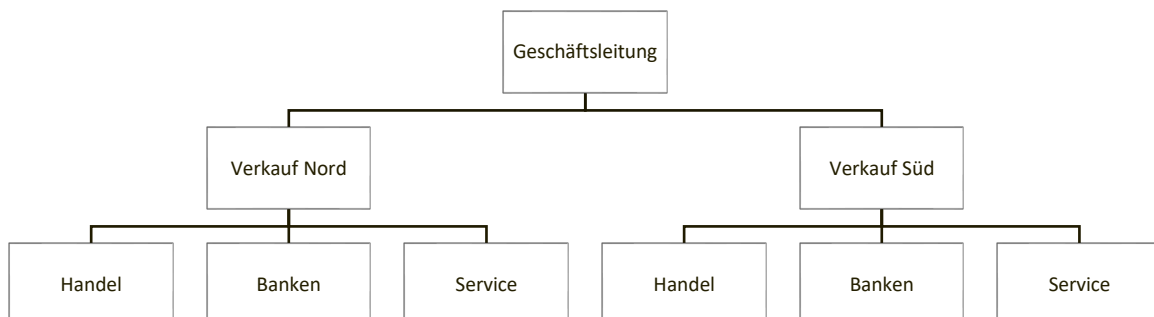 Geschäftsleitung
Verkauf Nord
Verkauf Süd
Handel
Banken
Service
Handel
Banken
Service